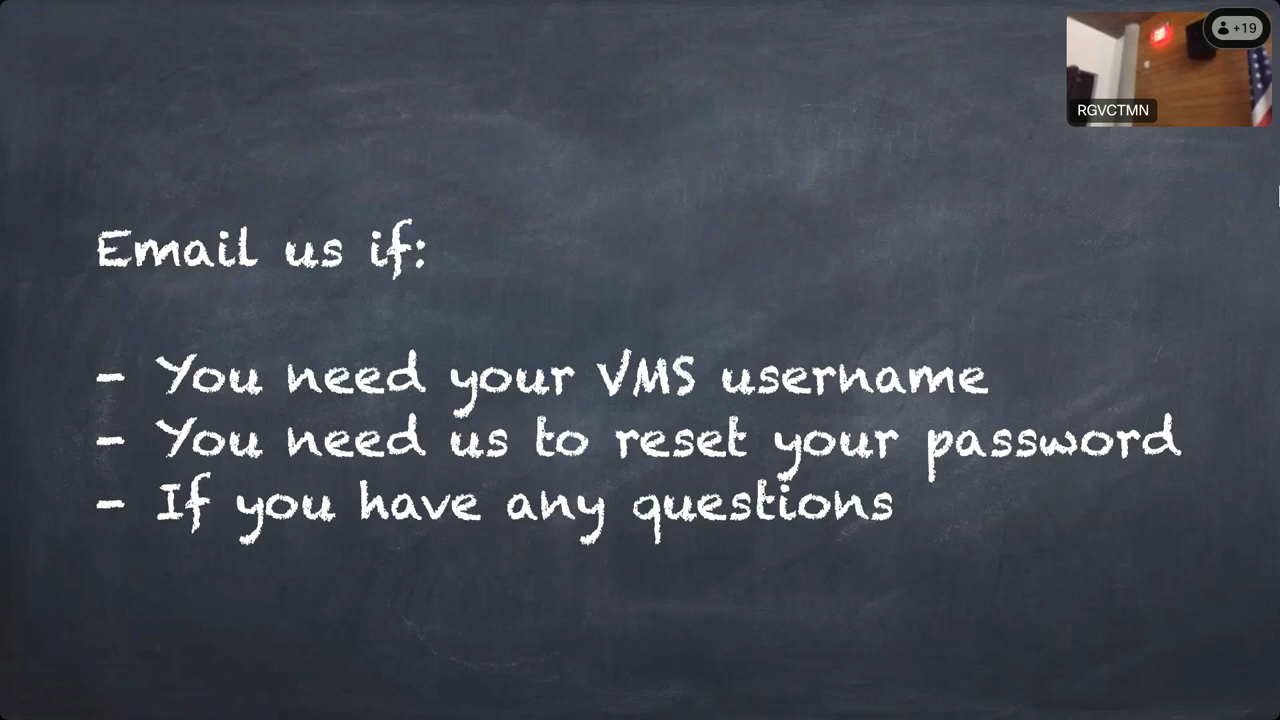 +19
RGVCTMN
Email us if:
- You need your VMS username
- You need us to reset your password
- If you have any questions